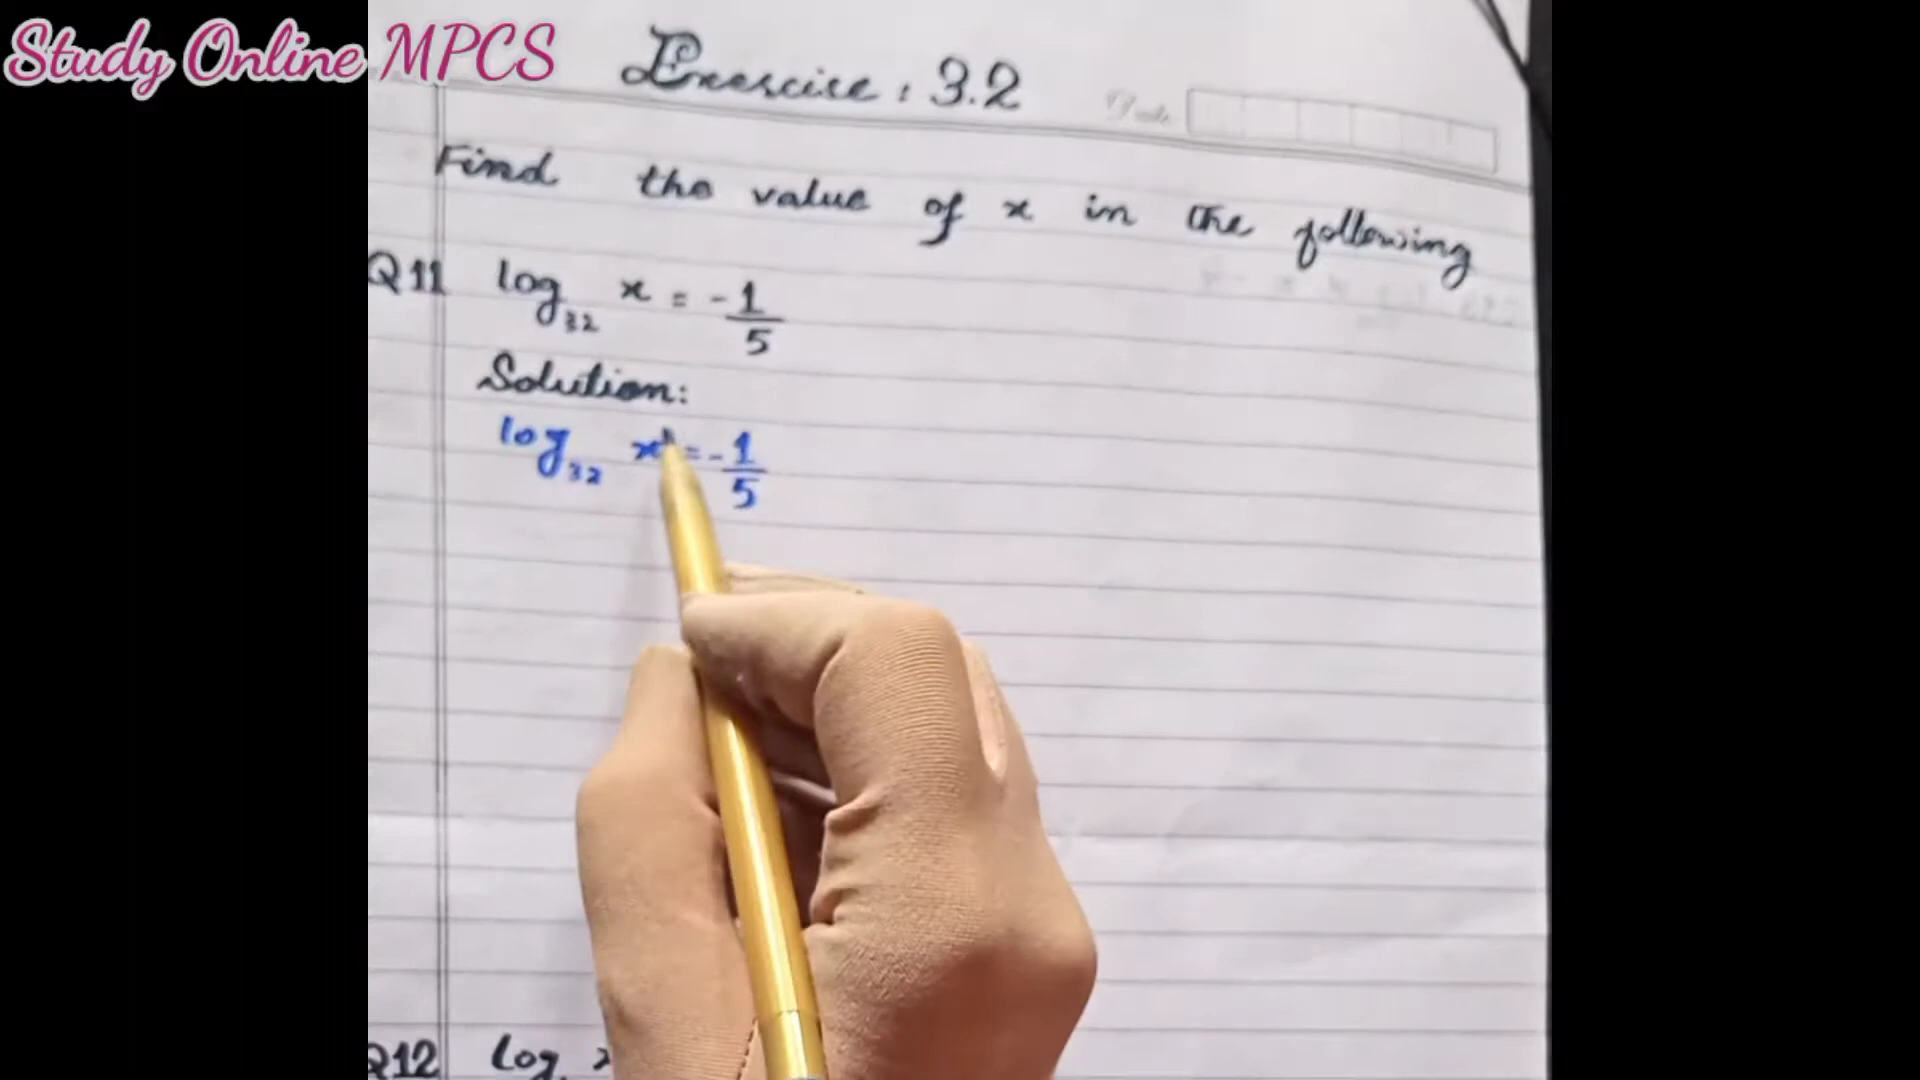 Study Online MPCS
Exercise : 3.2
Date
Find the value of x in the following
Q11 log₃₂ x = -1/5
Solution:
log₃₂ x = -1/5
Q12 log